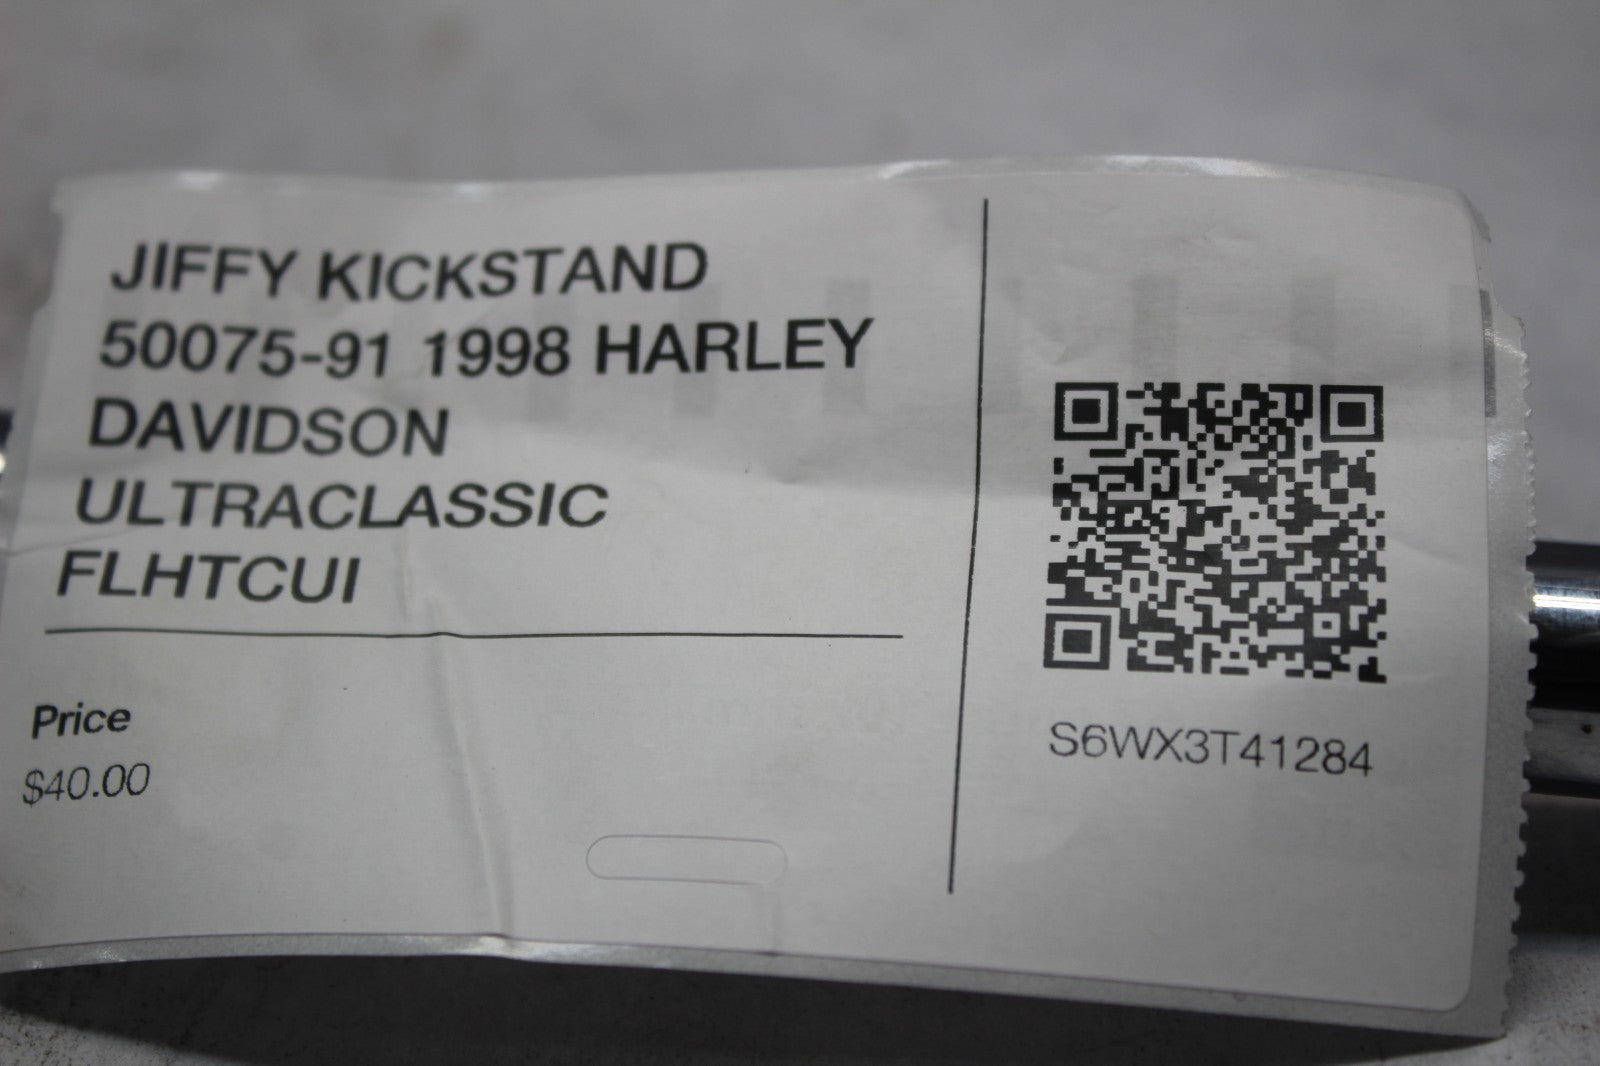 JIFFY KICKSTAND
50075-91 1998 HARLEY
DAVIDSON
ULTRACLASSIC
FLHTCUI
Price
$40.00
S6WX3T41284